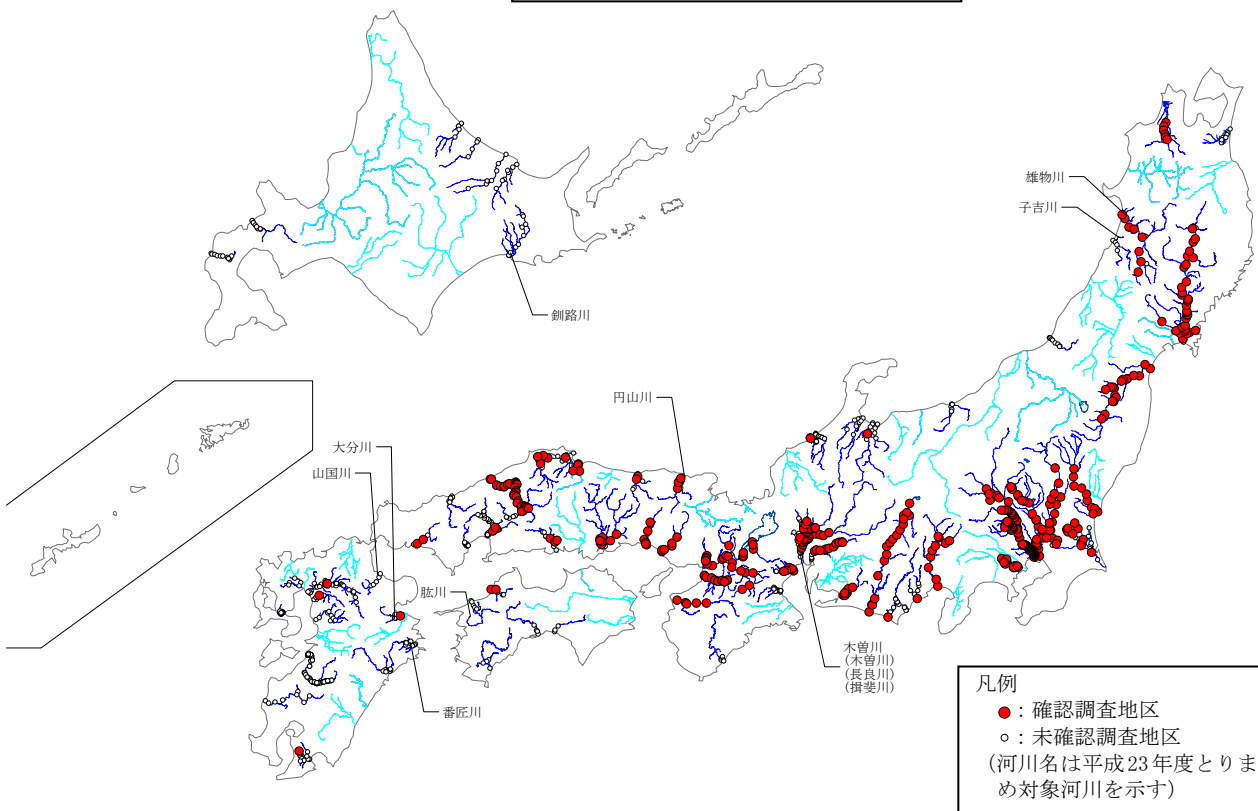 雄物川
子吉川
釧路川
円山川
大分川
山国川
肱川
木曽川
(木曽川)
(長良川)
(揖斐川)
番匠川
凡例
●：確認調査地区
○：未確認調査地区
(河川名は平成23年度とりま
め対象河川を示す)